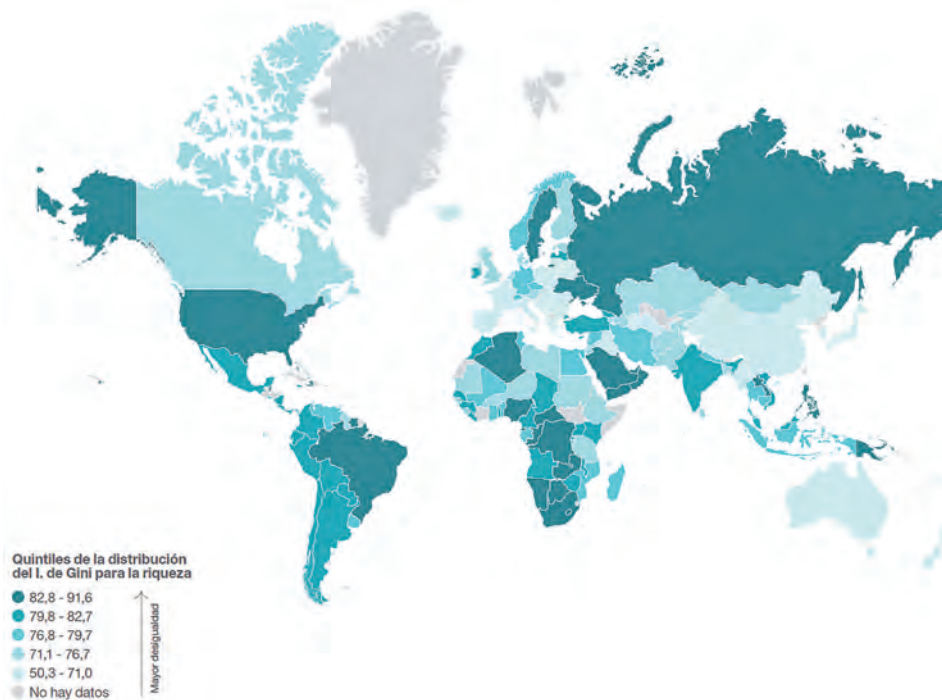 Quintiles de la distribución
del I. de Gini para la riqueza
82,8 - 91,6
79,8 - 82,7
76,8 - 79,7
71,1 - 76,7
50,3 - 71,0
No hay datos
Mayor desigualdad